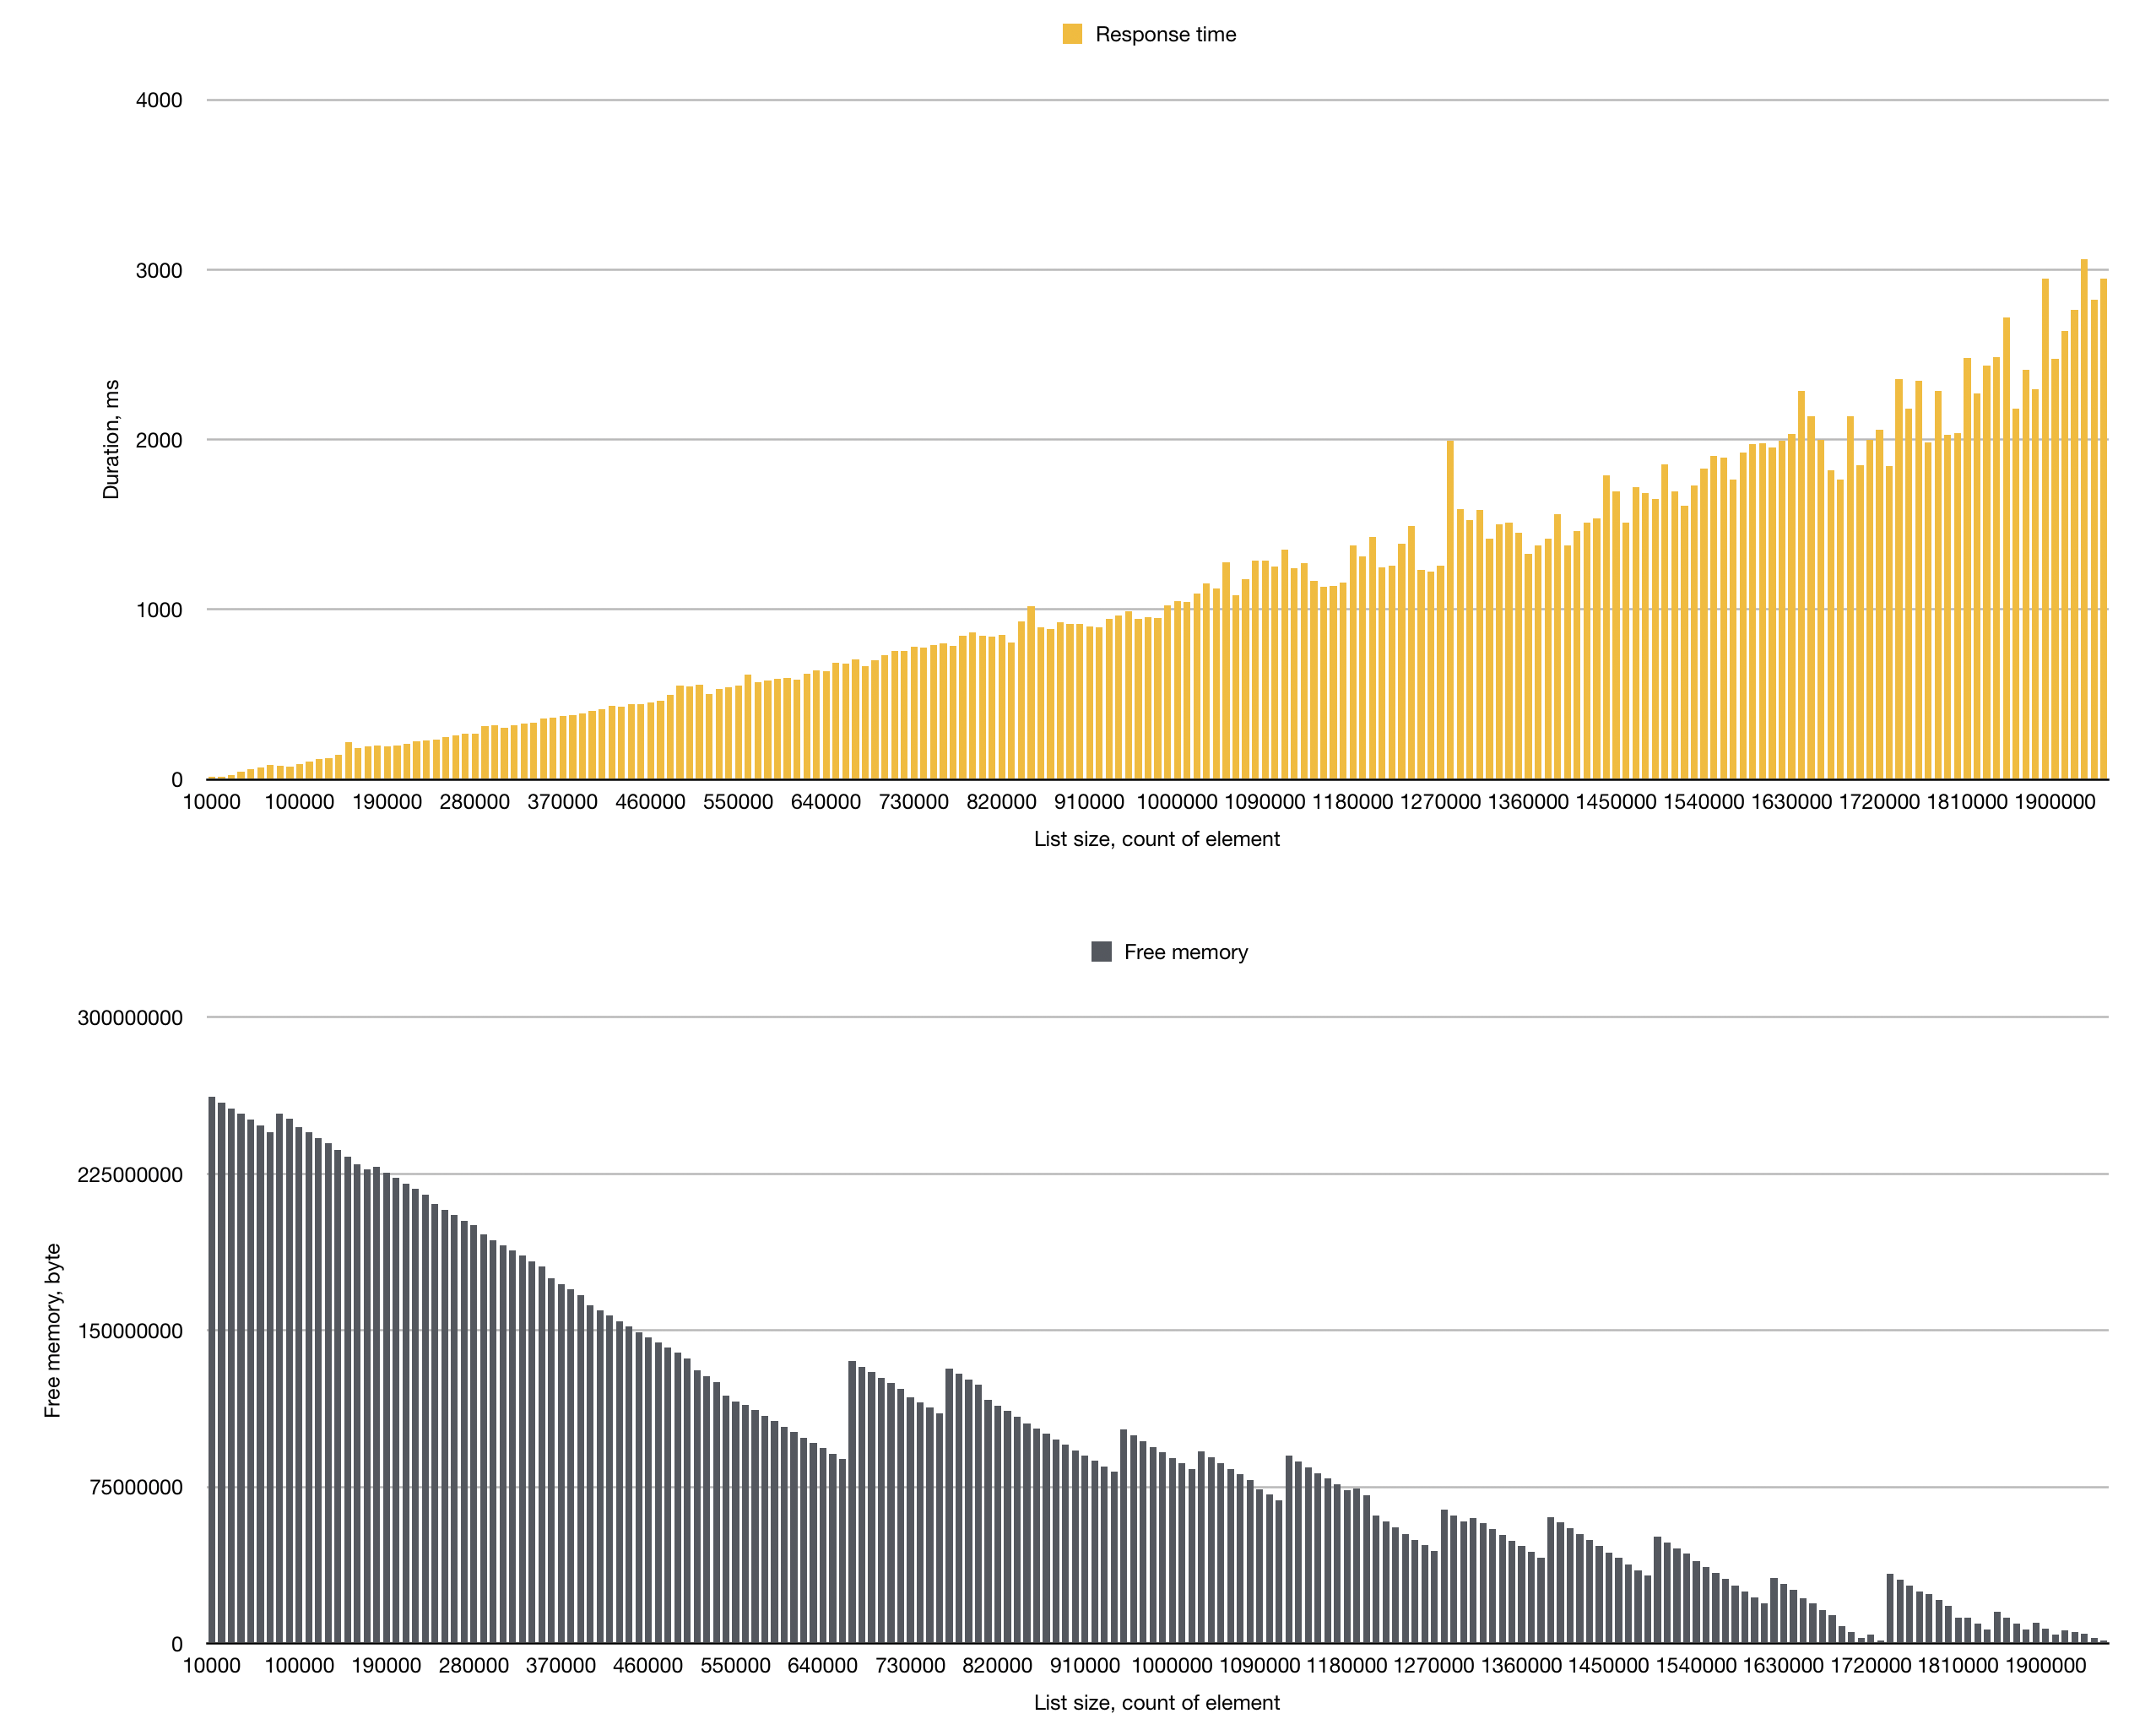 Response time
4000
3000
2000
1000
0
Duration, ms
10000 100000 190000 280000 370000 460000 550000 640000 730000 820000 910000 1000000 1090000 1180000 1270000 1360000 1450000 1540000 1630000 1720000 1810000 1900000
List size, count of element
Free memory
300000000
225000000
150000000
75000000
0
Free memory, byte
10000 100000 190000 280000 370000 460000 550000 640000 730000 820000 910000 1000000 1090000 1180000 1270000 1360000 1450000 1540000 1630000 1720000 1810000 1900000
List size, count of element